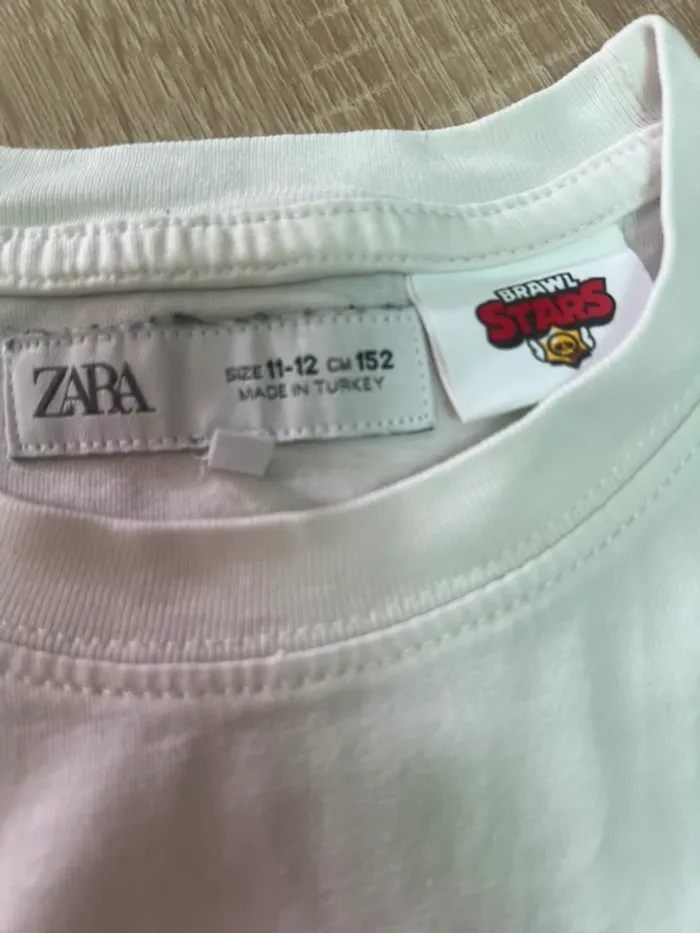 ZARA
SIZE 11-12 CM 152
MADE IN TURKEY
BRAWL
STARS